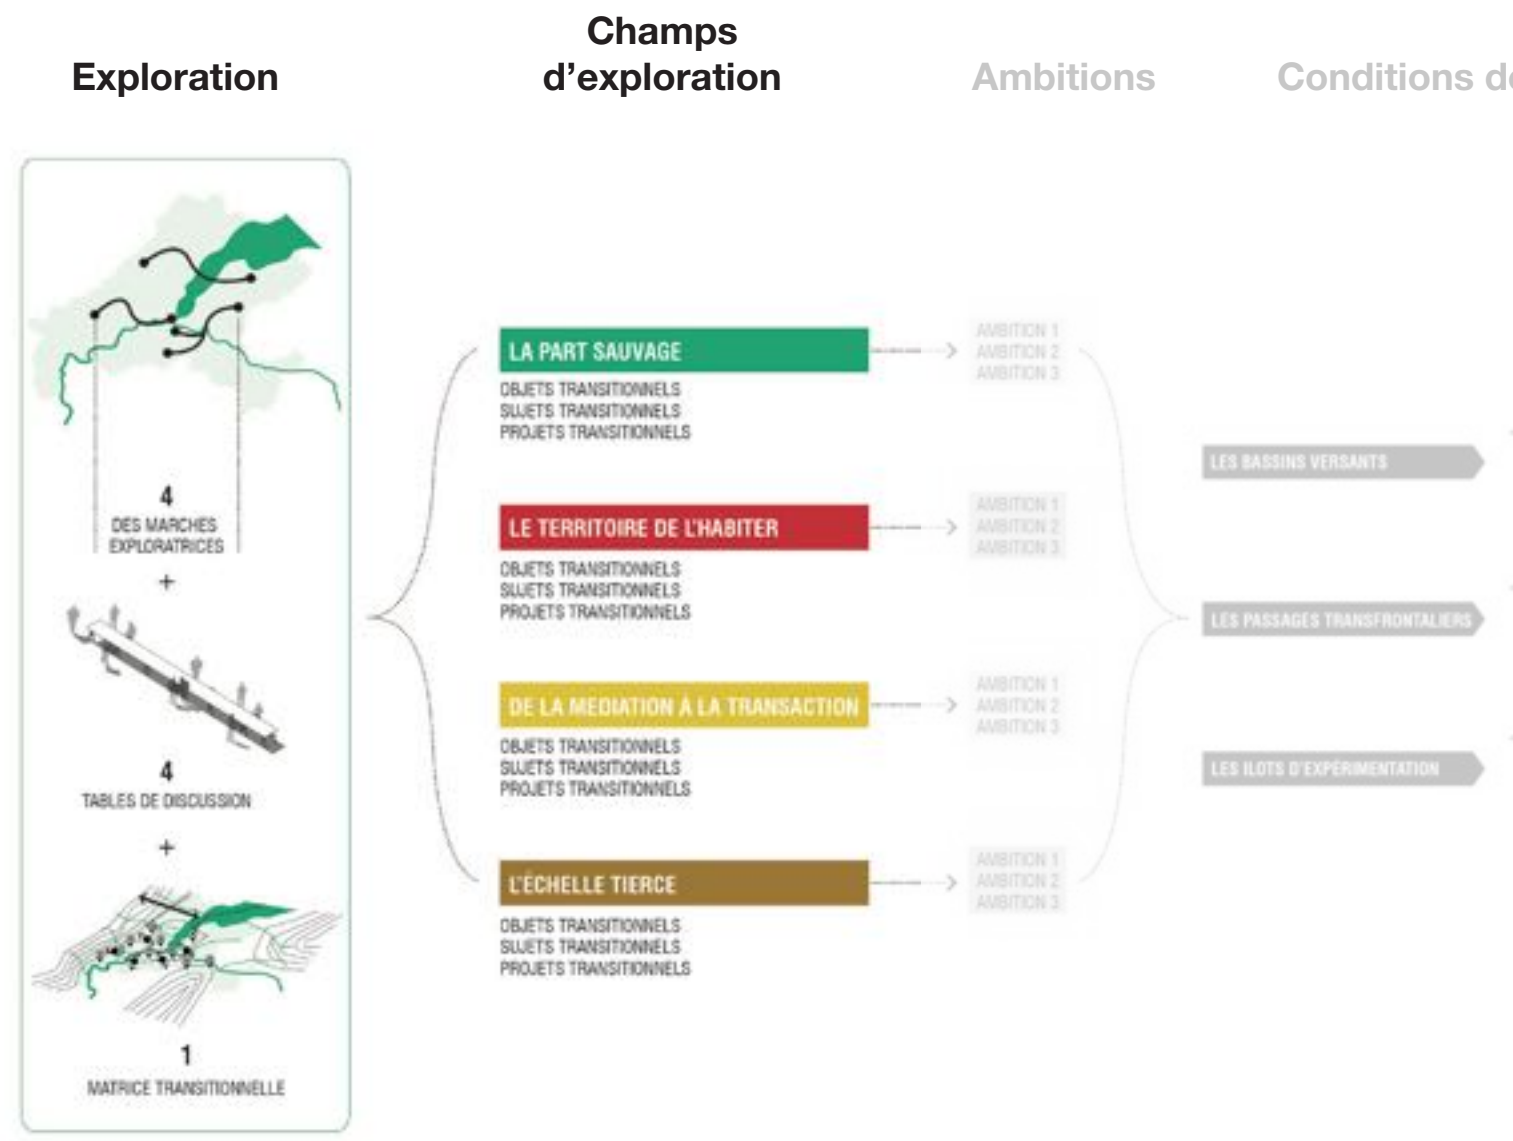 Exploration
Champs
d’exploration
Ambitions
Conditions de
4
DES MARCHES
EXPLORATRICES
+
4
TABLES DE DISCUSSION
+
1
MATRICE TRANSITIONNELLE
LA PART SAUVAGE
OBJETS TRANSITIONNELS
SUJETS TRANSITIONNELS
PROJETS TRANSITIONNELS
LE TERRITOIRE DE L’HABITER
OBJETS TRANSITIONNELS
SUJETS TRANSITIONNELS
PROJETS TRANSITIONNELS
DE LA MEDIATION À LA TRANSACTION
OBJETS TRANSITIONNELS
SUJETS TRANSITIONNELS
PROJETS TRANSITIONNELS
L’ÉCHELLE TIERCE
OBJETS TRANSITIONNELS
SUJETS TRANSITIONNELS
PROJETS TRANSITIONNELS
AMBITION 1
AMBITION 2
AMBITION 3
AMBITION 1
AMBITION 2
AMBITION 3
AMBITION 1
AMBITION 2
AMBITION 3
AMBITION 1
AMBITION 2
AMBITION 3
LES BASSINS VERSANTS
LES PASSAGES TRANSFRONTALIERS
LES ILOTS D’EXPÉRIMENTATION